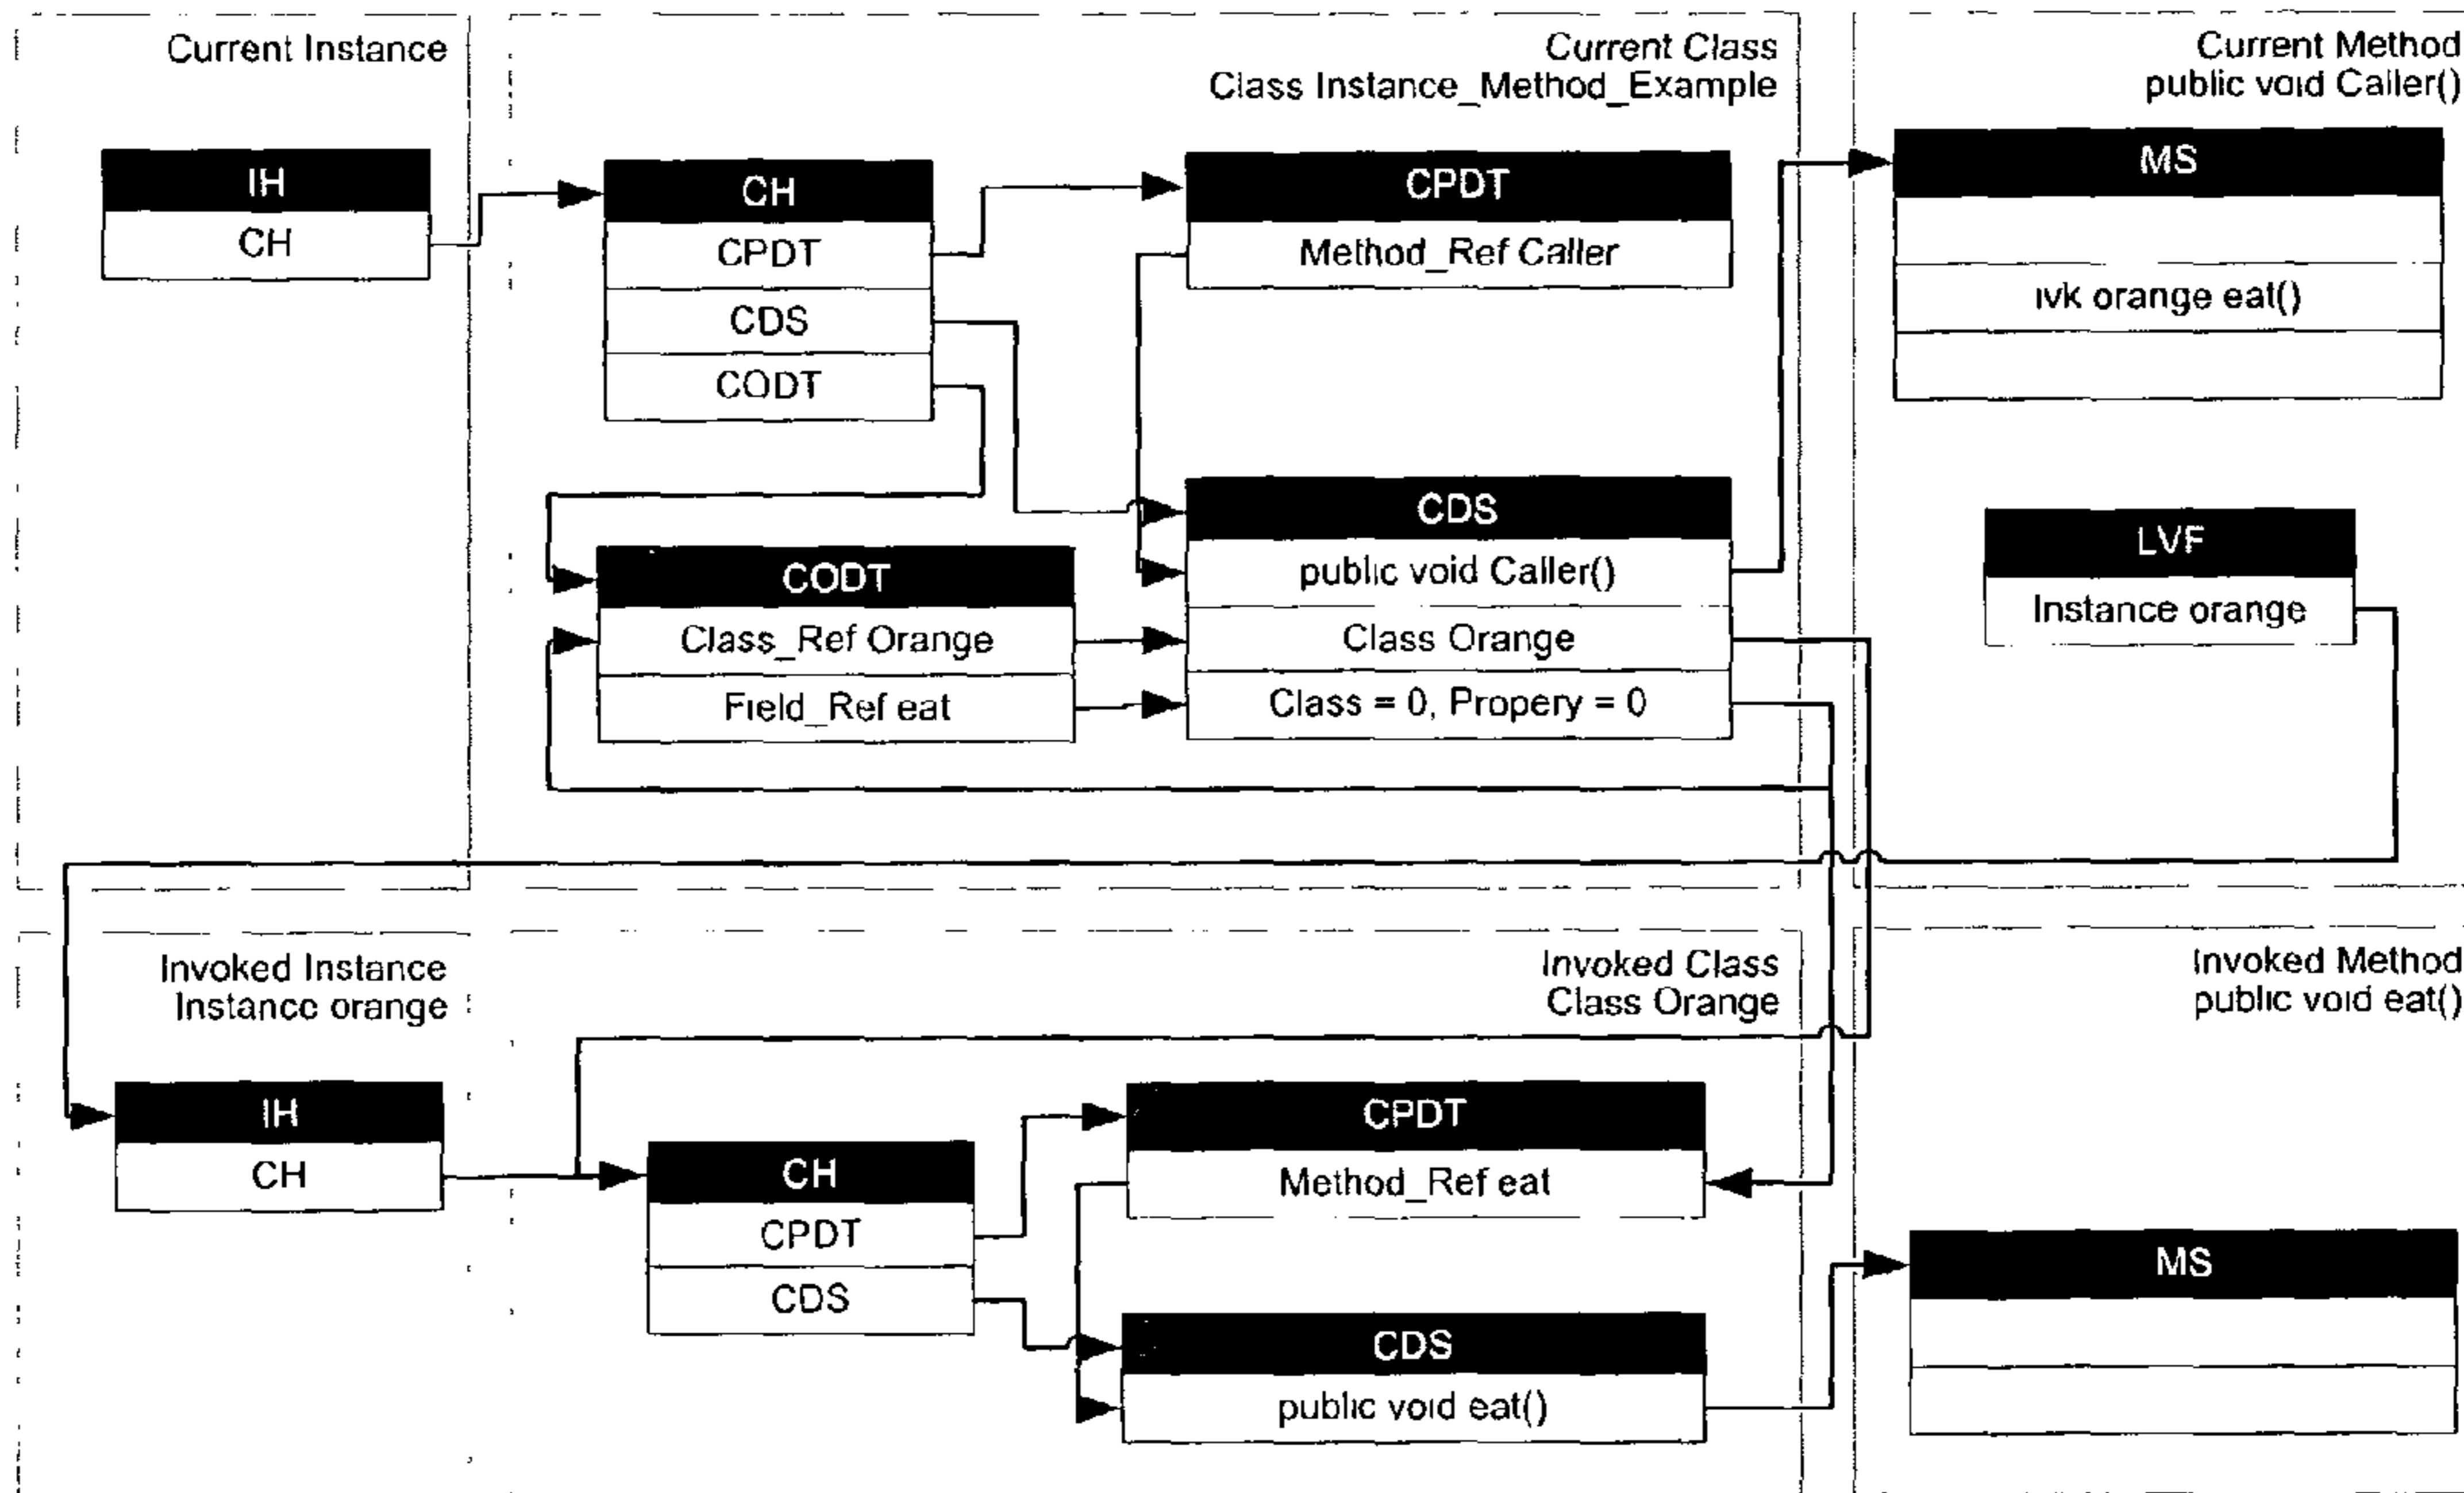 Current Instance
IH
CH
Current Class
Class Instance_Method_Example
CH
CPDT
CDS
CODT
CPDT
Method_Ref Caller
CODT
Class_Ref Orange
Field_Ref eat
CDS
public void Caller()
Class Orange
Class = 0, Propery = 0
Current Method
public void Caller()
MS
ivk orange eat()
LVF
Instance orange
Invoked Instance
Instance orange
IH
CH
Invoked Class
Class Orange
CH
CPDT
CDS
CPDT
Method_Ref eat
CDS
public void eat()
Invoked Method
public void eat()
MS